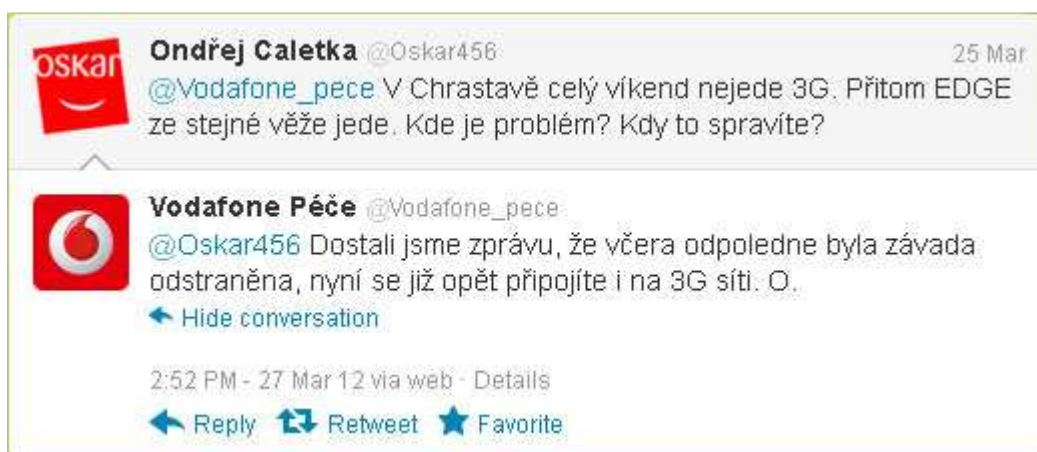 oskar
Ondřej Caletka @Oskar456 25 Mar
@Vodafone_pece V Chrastavě celý víkend nejede 3G. Přitom EDGE
ze stejné věže jede. Kde je problém? Kdy to spravíte?
Vodafone Péče @Vodafone_pece
@Oskar456 Dostali jsme zprávu, že včera odpoledne byla závada
odstraněna, nyní se již opět připojíte i na 3G síti. O.
Hide conversation
2:52 PM - 27 Mar 12 via web · Details
Reply Retweet Favorite